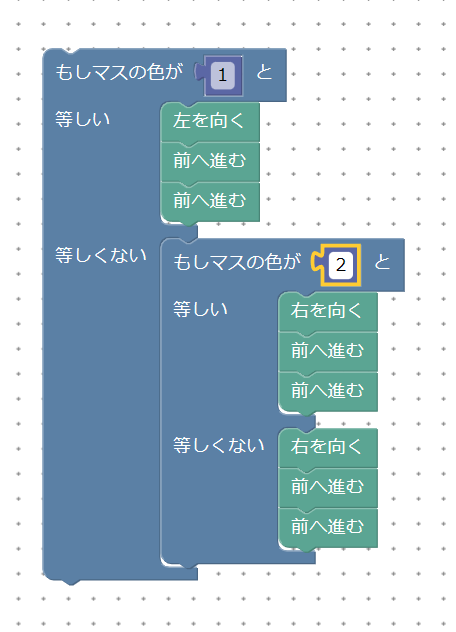 もしマスの色が 1 と
等しい 左を向く
前へ進む
前へ進む
等しくない もしマスの色が 2 と
等しい 右を向く
前へ進む
前へ進む
等しくない 右を向く
前へ進む
前へ進む